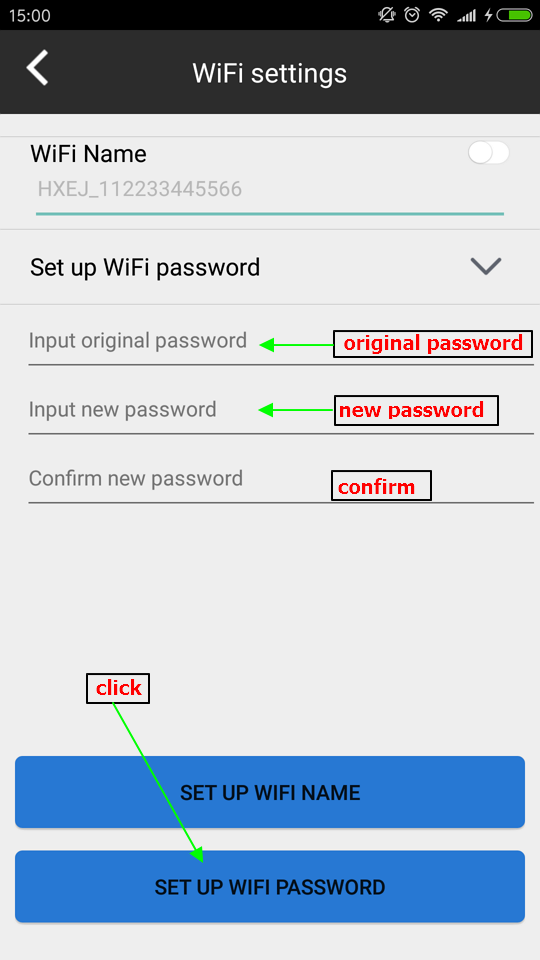 15:00
WiFi settings
WiFi Name
HXEJ_112233445566
Set up WiFi password
Input original password
original password
Input new password
new password
Confirm new password
confirm
click
SET UP WIFI NAME
SET UP WIFI PASSWORD